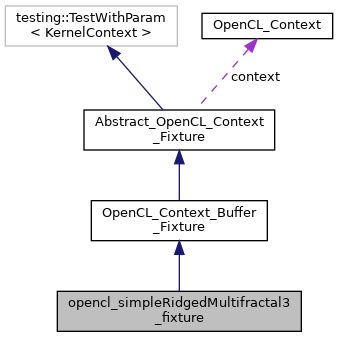 testing::TestWithParam
< KernelContext >
OpenCL_Context
context
Abstract_OpenCL_Context
_Fixture
OpenCL_Context_Buffer
_Fixture
opencl_simpleRidgedMultifractal3
_fixture